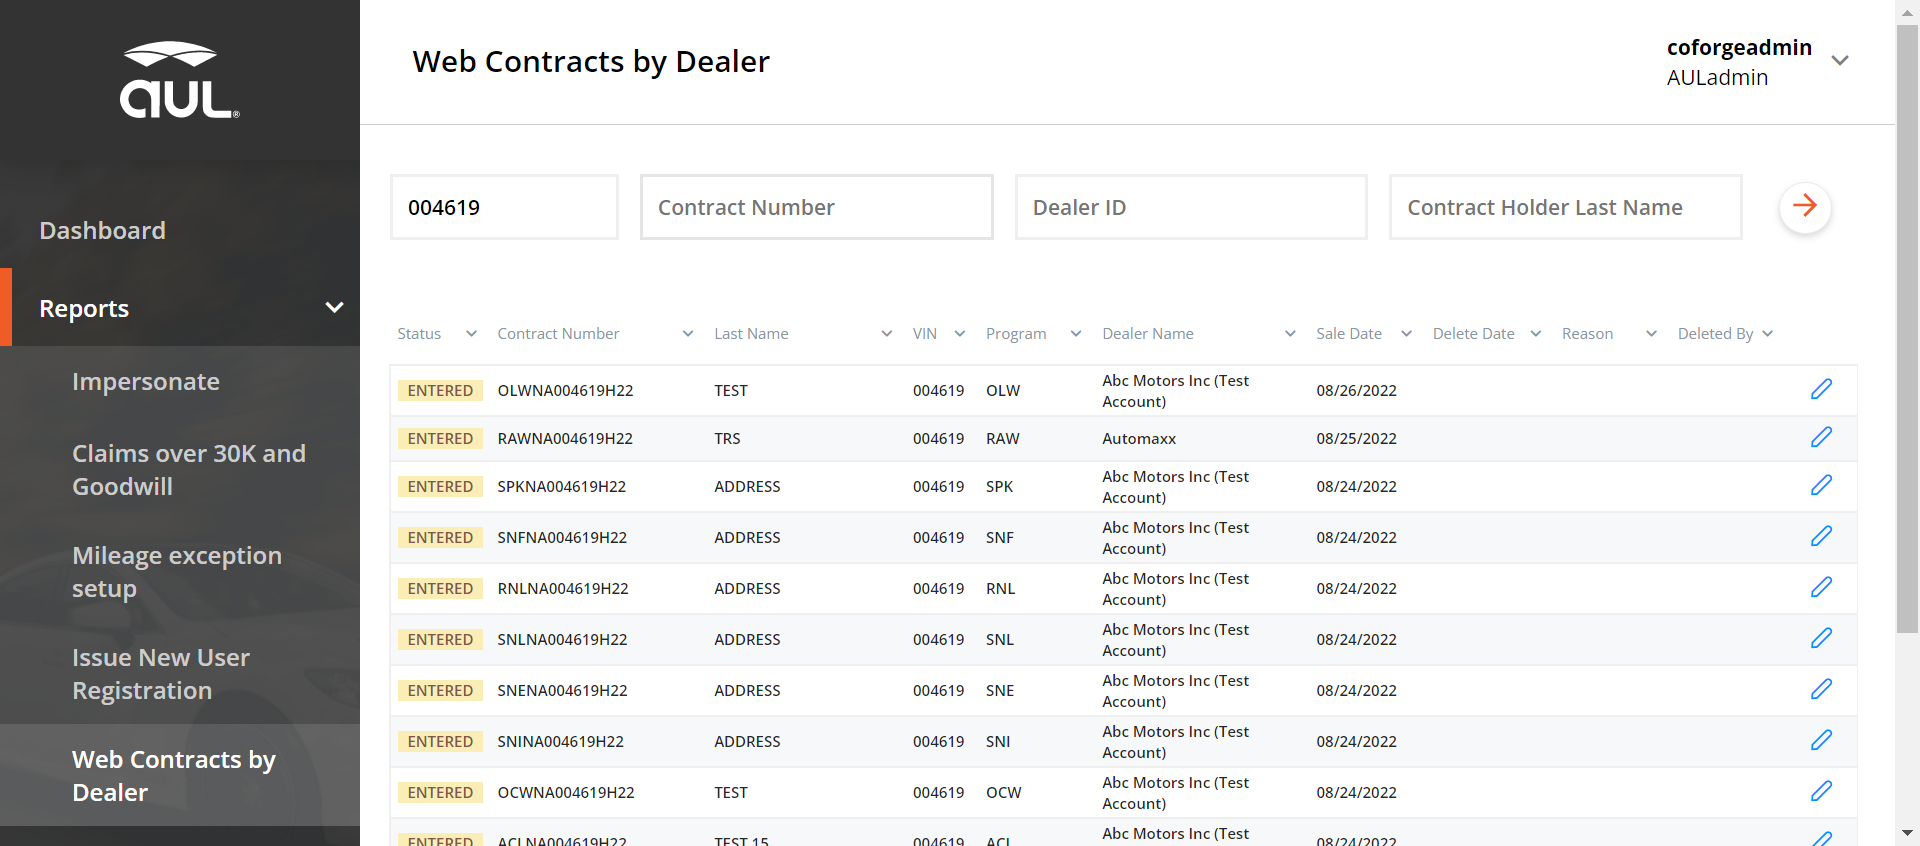 aUL®
Dashboard
Reports
Impersonate
Claims over 30K and
Goodwill
Mileage exception
setup
Issue New User
Registration
Web Contracts by
Dealer
Web Contracts by Dealer
coforgeadmin
AULadmin
004619 Contract Number Dealer ID Contract Holder Last Name
Status Contract Number Last Name VIN Program Dealer Name Sale Date Delete Date Reason Deleted By
ENTERED OLWNA004619H22 TEST 004619 OLW Abc Motors Inc (Test 08/26/2022
Account)
ENTERED RAWNA004619H22 TRS 004619 RAW Automaxx 08/25/2022
ENTERED SPKNA004619H22 ADDRESS 004619 SPK Abc Motors Inc (Test 08/24/2022
Account)
ENTERED SNFNA004619H22 ADDRESS 004619 SNF Abc Motors Inc (Test 08/24/2022
Account)
ENTERED RNLNA004619H22 ADDRESS 004619 RNL Abc Motors Inc (Test 08/24/2022
Account)
ENTERED SNLNA004619H22 ADDRESS 004619 SNL Abc Motors Inc (Test 08/24/2022
Account)
ENTERED SNENA004619H22 ADDRESS 004619 SNE Abc Motors Inc (Test 08/24/2022
Account)
ENTERED SNINA004619H22 ADDRESS 004619 SNI Abc Motors Inc (Test 08/24/2022
Account)
ENTERED OCWNA004619H22 TEST 004619 OCW Abc Motors Inc (Test 08/24/2022
Account)
ENTERED ACLNA004619H22 TEST 15 004619 ACL Abc Motors Inc (Test 08/24/2022